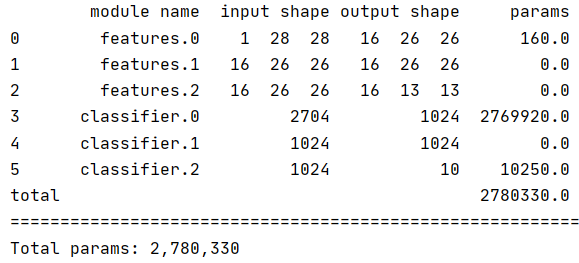 module name input shape output shape params
0 features.0 1 28 28 16 26 26 160.0
1 features.1 16 26 26 16 26 26 0.0
2 features.2 16 26 26 16 13 13 0.0
3 classifier.0 2704 1024 2769920.0
4 classifier.1 1024 1024 0.0
5 classifier.2 1024 10 10250.0
total 2780330.0
=========================================================
Total params: 2,780,330